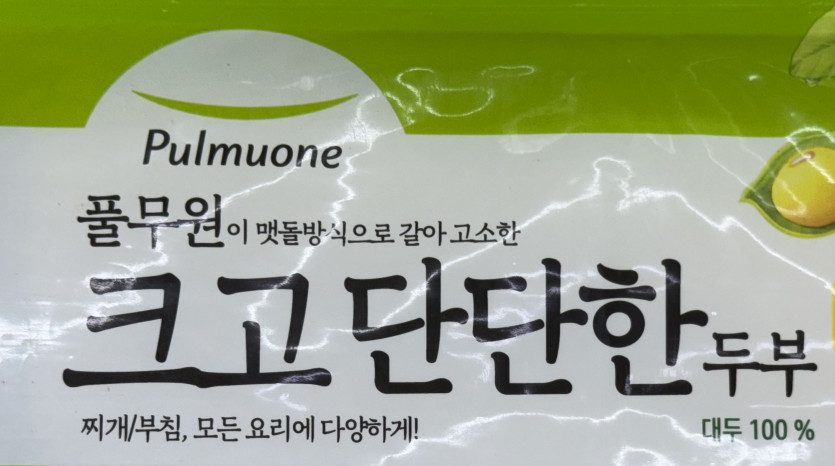 Pulmuone
풀무원이 맷돌방식으로 갈아 고소한
크고 단단한 두부
찌개/부침, 모든 요리에 다양하게!
대두 100 %